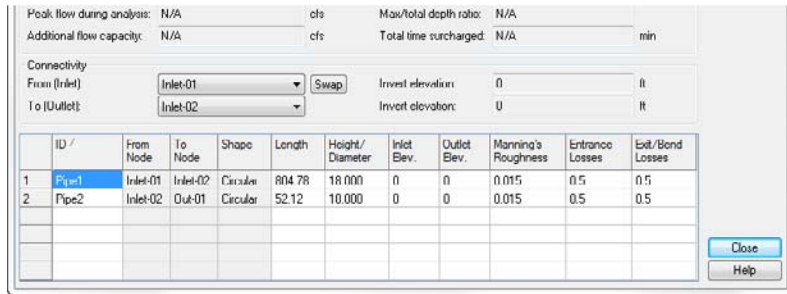 Peak flow during analysis: N/A cfs Max/total depth ratio: N/A
Additional flow capacity: N/A cfs Total time surcharged: N/A min
Connectivity
From (Inlet): Inlet-01 Swap Invert elevation: 0 ft
To (Outlet): Inlet-02 Invert elevation: 0 ft
ID / From Node To Node Shape Length Height/Diameter Inlet Elev. Outlet Elev. Manning's Roughness Entrance Losses Exit/Bend Losses
1 Pipe1 Inlet-01 Inlet-02 Circular 804.78 18.000 0 0 0.015 0.5 0.5
2 Pipe2 Inlet-02 Out-01 Circular 52.12 18.000 0 0 0.015 0.5 0.5
Close
Help